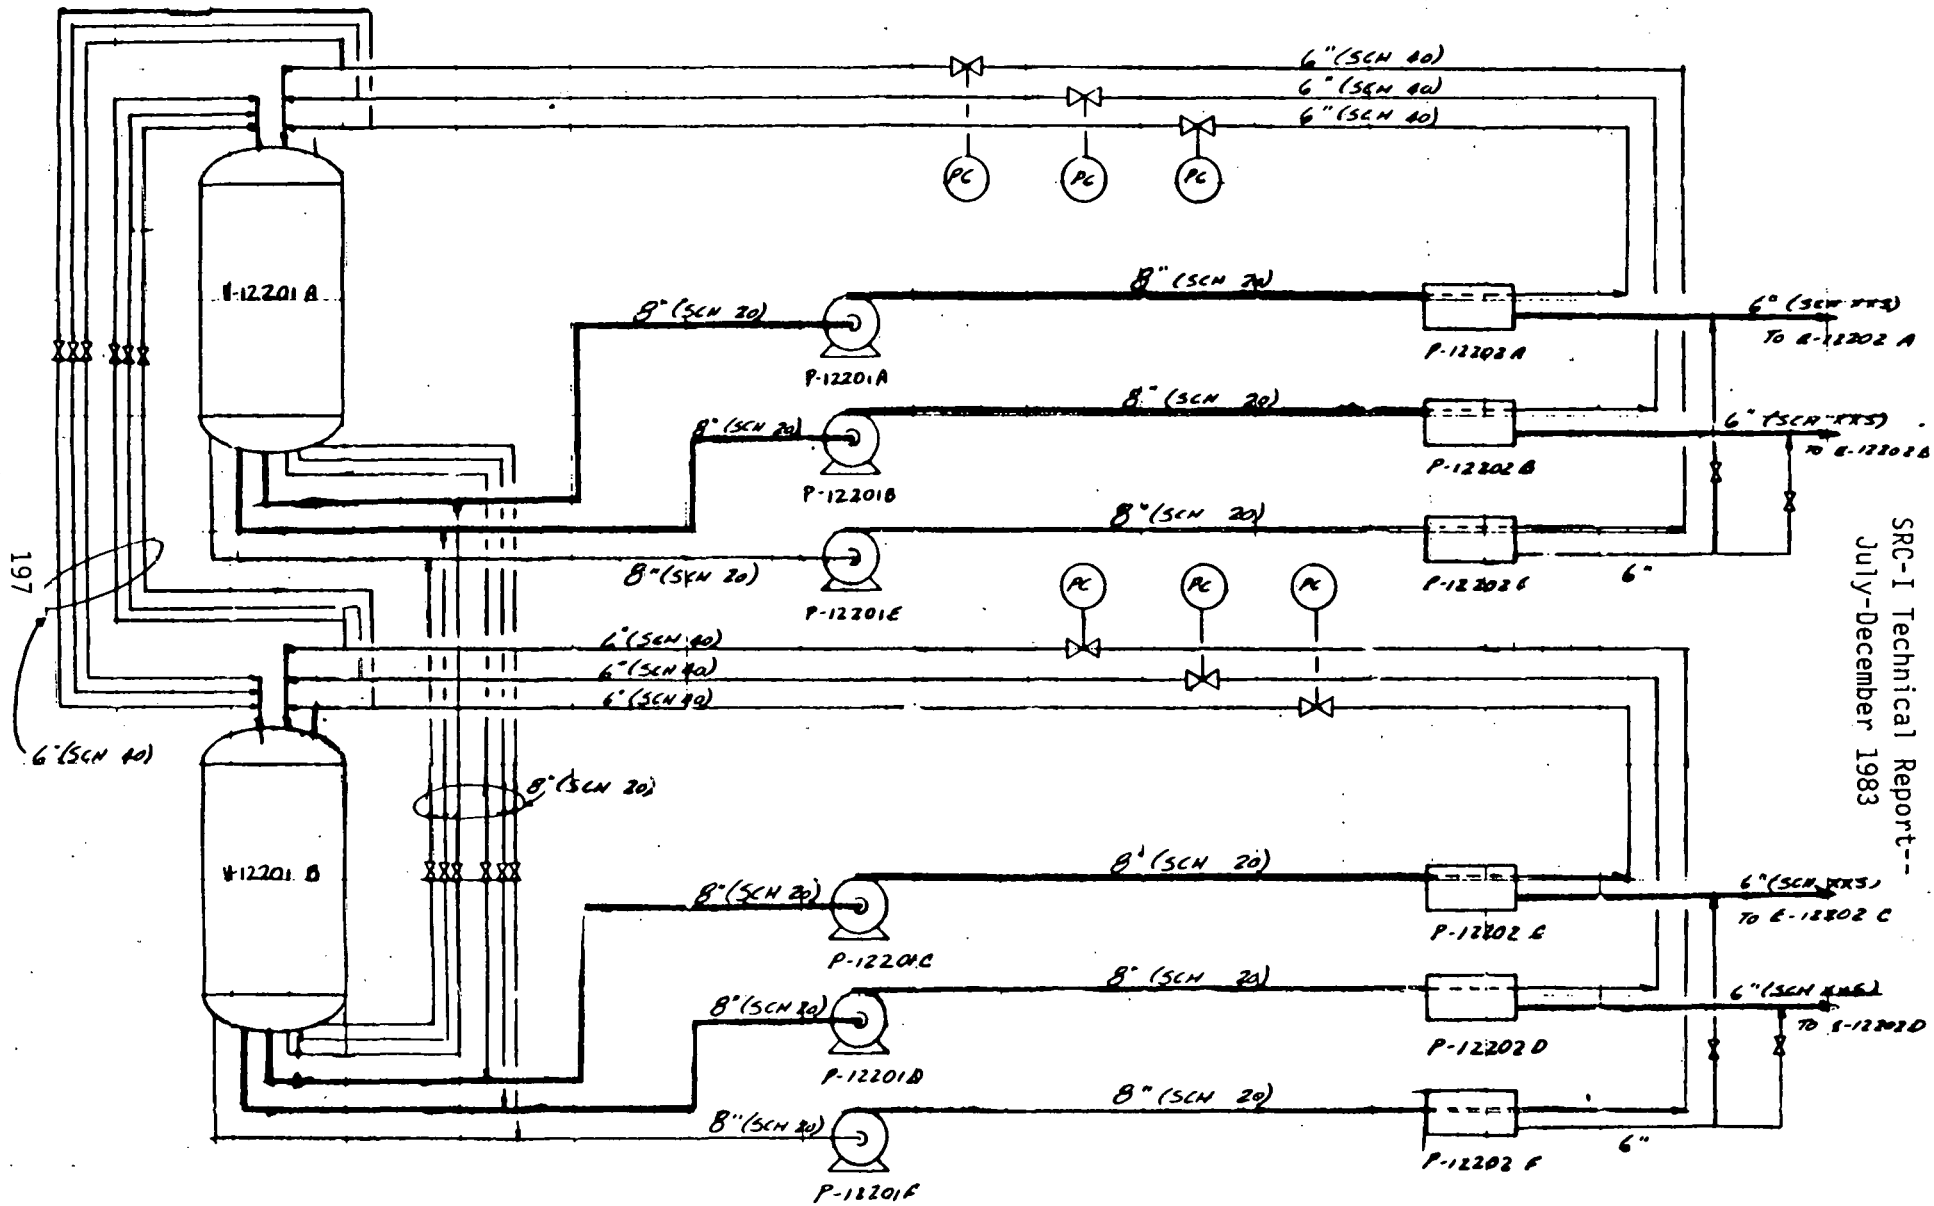 6" (SCH 40)
6" (SCH 40)
6" (SCH 40)
PC
PC
PC
V-12201 A
8" (SCH 20)
8" (SCH 20)
6" (SCH XXS)
To E-12202 A
P-12201A
P-12202A
8" (SCH 20)
8" (SCH 20)
6" (SCH XXS)
To E-12202B
P-12201B
P-12202B
8" (SCH 20)
8" (SCH 20)
6"
P-12201E
P-12202
PC
PC
PC
6" (SCH 40)
6" (SCH 40)
6" (SCH 40)
6" (SCH 40)
8" (SCH 20)
V-12201 B
8" (SCH 20)
8" (SCH 20)
6" (SCH XXS)
To E-12202 C
P-12201C
P-12202
8" (SCH 20)
8" (SCH 20)
6" (SCH XXS)
To E-12202D
P-12201D
P-12202D
8" (SCH 20)
8" (SCH 20)
6"
P-12201F
P-12202 F
197
SRC-I Technical Report--
July-December 1983